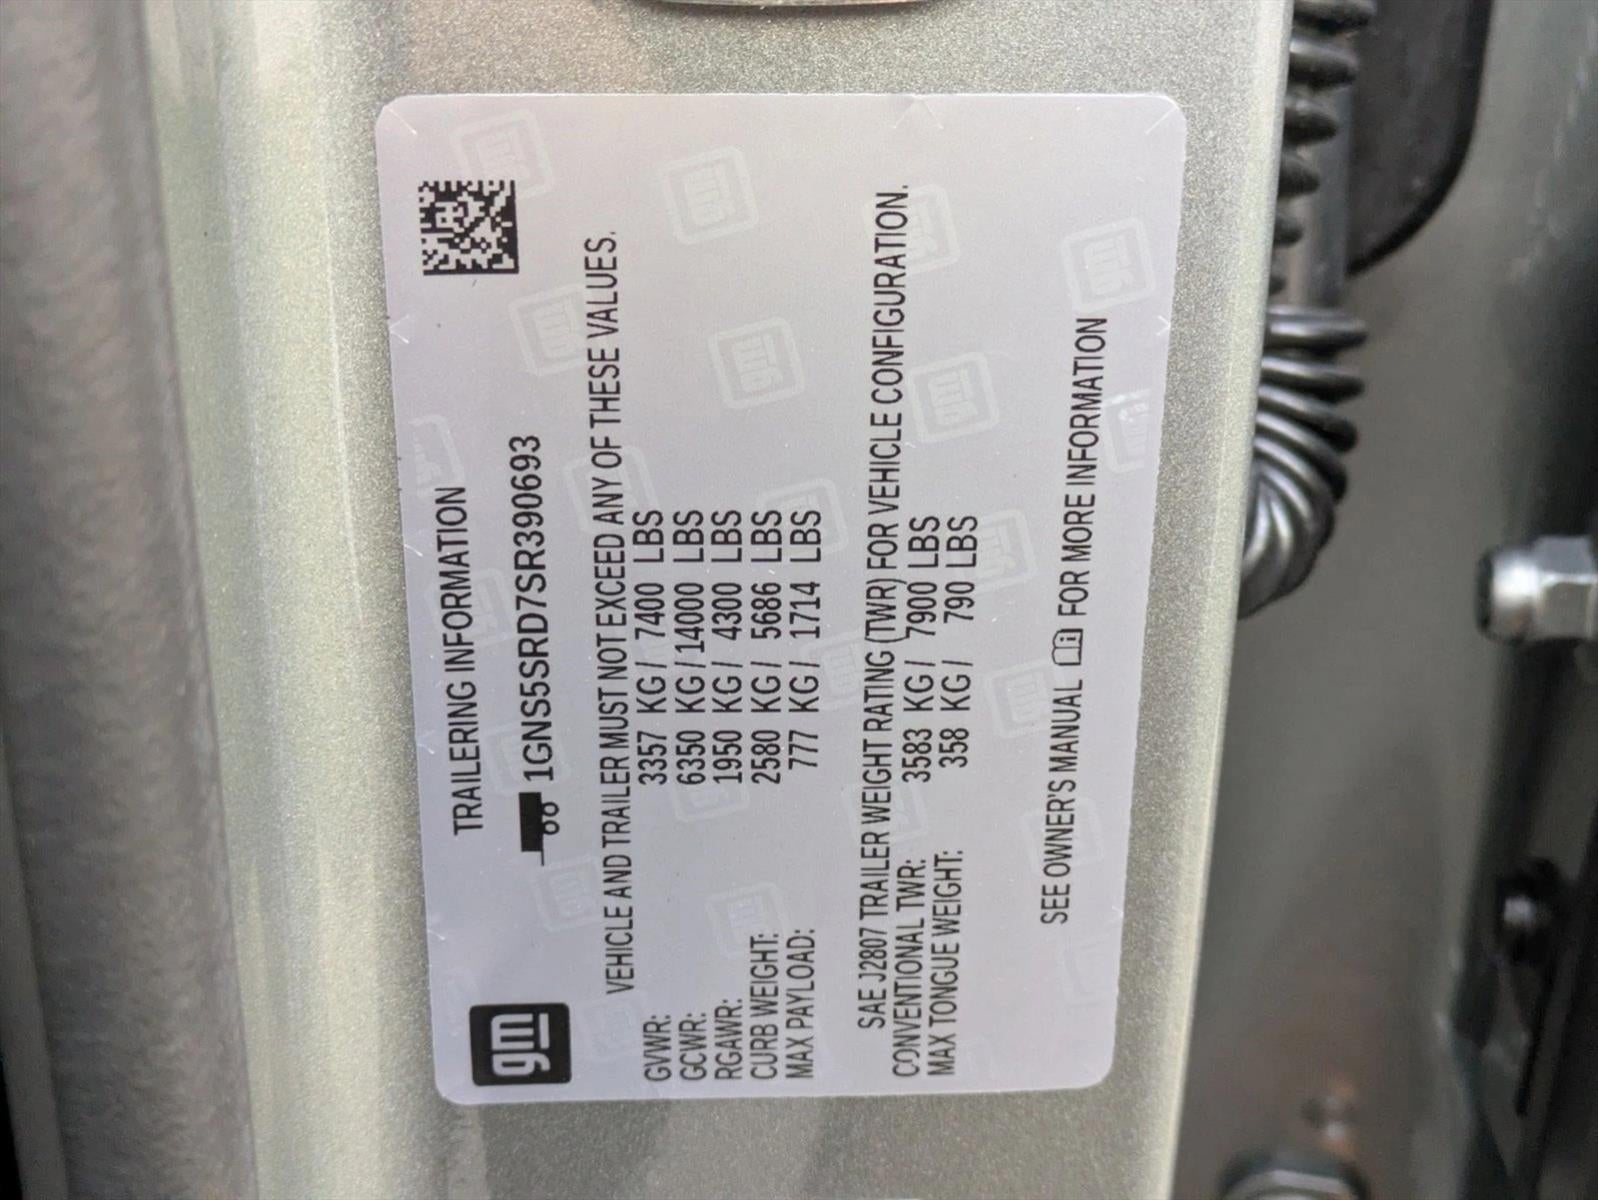 gm
TRAILERING INFORMATION
1GNS5SRD7SR390693
VEHICLE AND TRAILER MUST NOT EXCEED ANY OF THESE VALUES.
GVWR: 3357 KG / 7400 LBS
GCWR: 6350 KG / 14000 LBS
RGAWR: 1950 KG / 4300 LBS
CURB WEIGHT: 2580 KG / 5686 LBS
MAX PAYLOAD: 777 KG / 1714 LBS
SAE J2807 TRAILER WEIGHT RATING (TWR) FOR VEHICLE CONFIGURATION.
CONVENTIONAL TWR: 3583 KG / 7900 LBS
MAX TONGUE WEIGHT: 358 KG / 790 LBS
SEE OWNER'S MANUAL FOR MORE INFORMATION